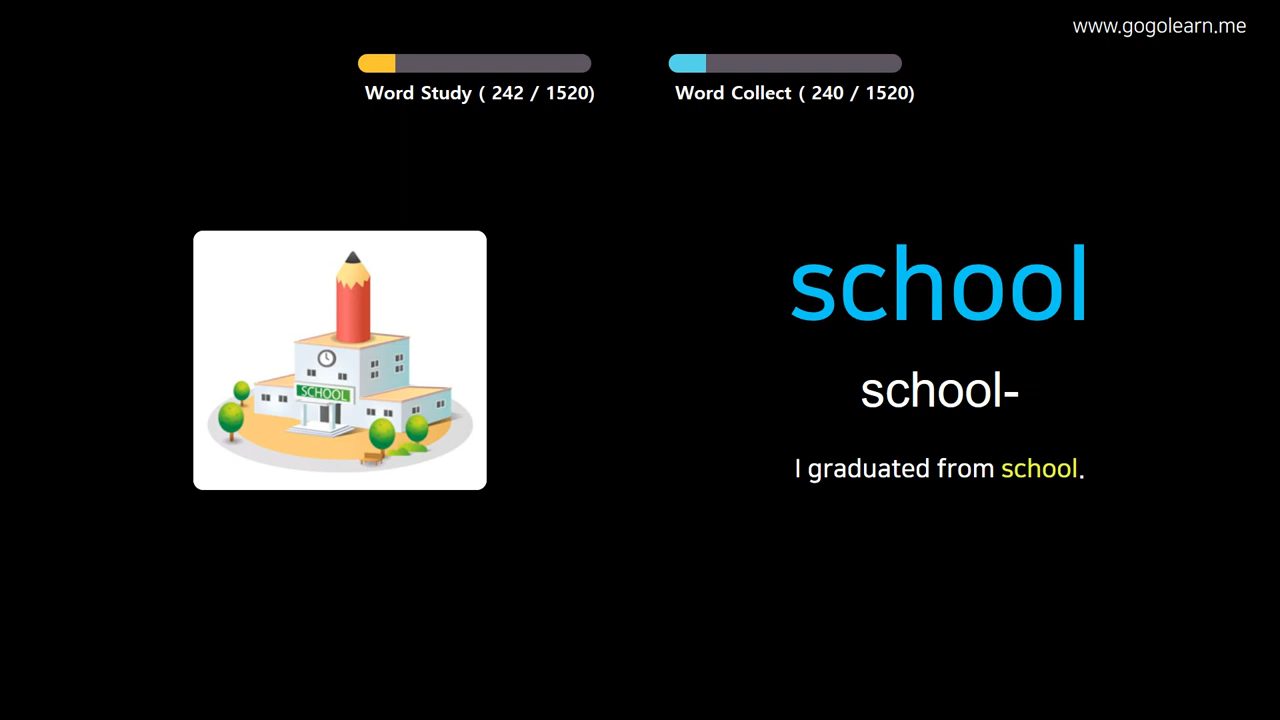 www.gogolearn.me
Word Study ( 242 / 1520)
Word Collect ( 240 / 1520)
SCHOOL
school
school-
I graduated from school.